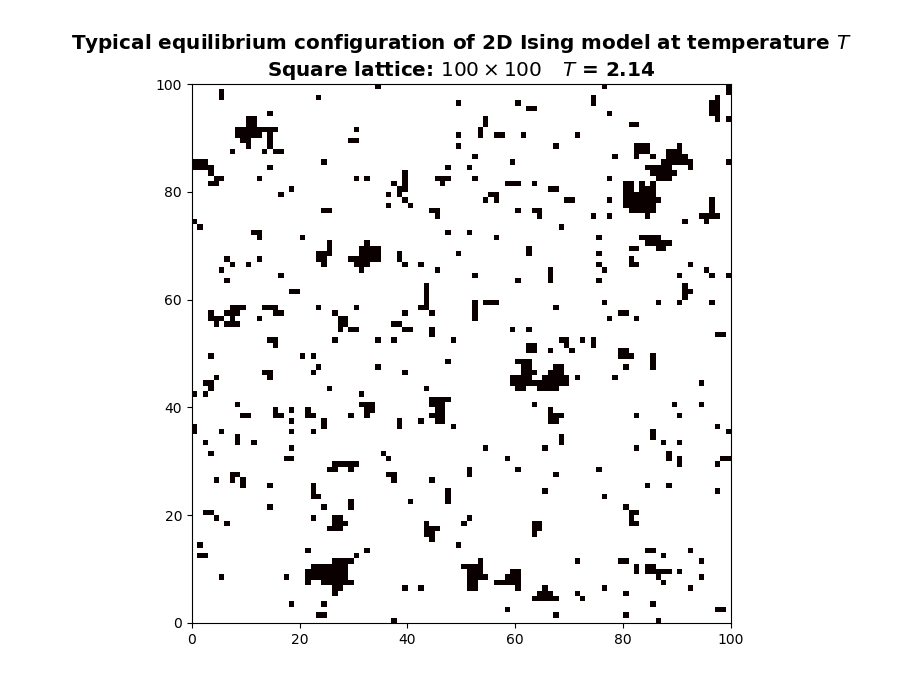 Typical equilibrium configuration of 2D Ising model at temperature T
Square lattice: 100 × 100 T = 2.14
100
80
60
40
20
0
0 20 40 60 80 100